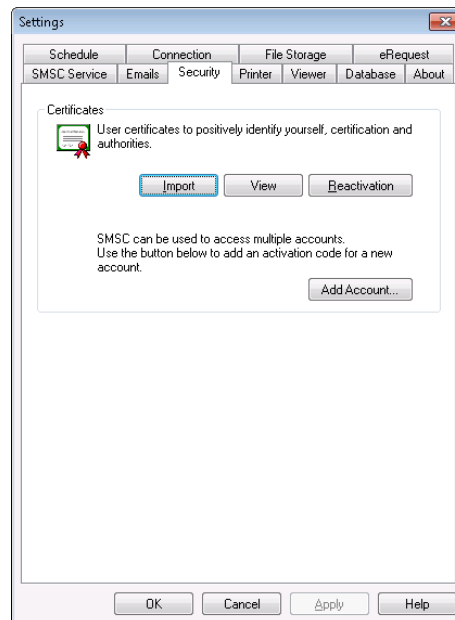 Settings
Schedule Connection File Storage eRequest
SMSC Service Emails Security Printer Viewer Database About
Certificates
User certificates to positively identify yourself, certification and
authorities.
Import View Reactivation
SMSC can be used to access multiple accounts.
Use the button below to add an activation code for a new
account.
Add Account...
OK Cancel Apply Help